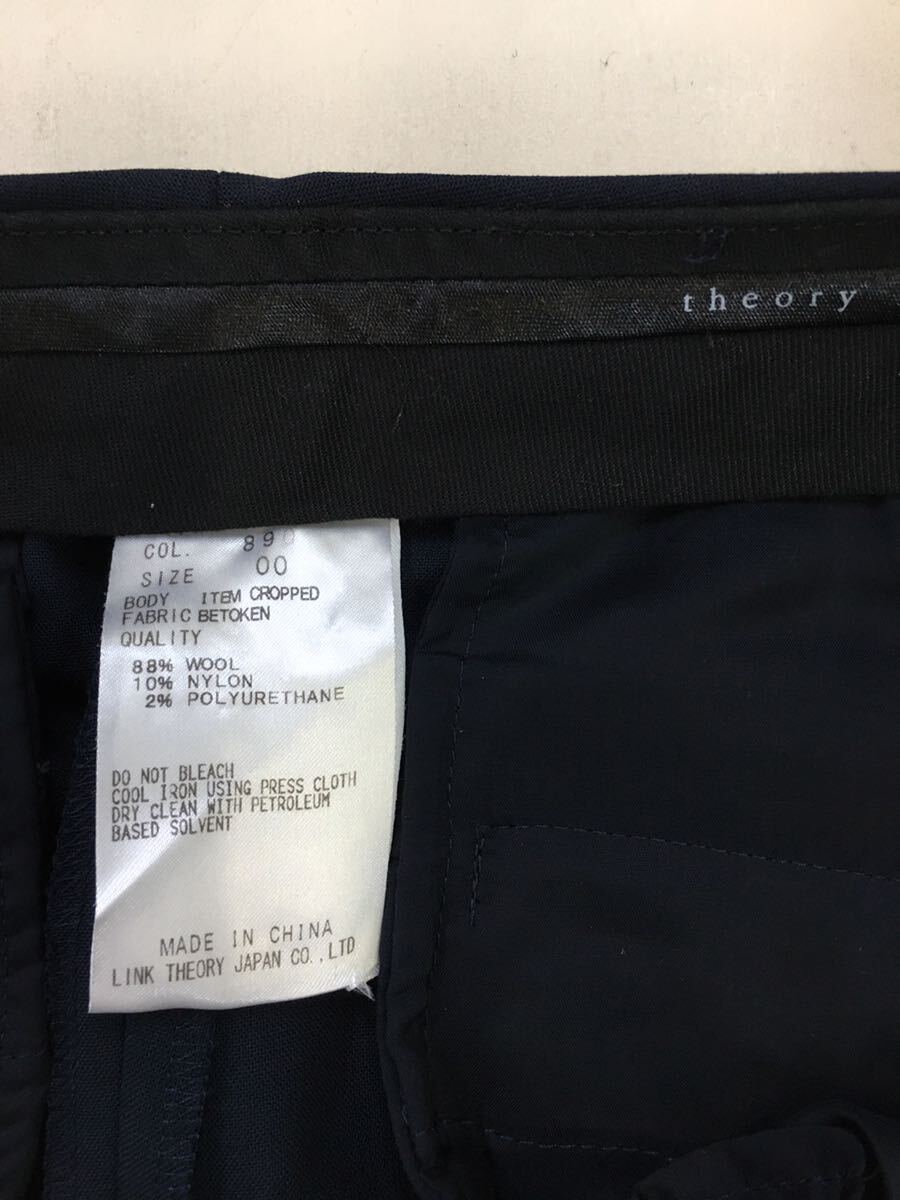 theory
COL. 890
SIZE 00
BODY ITEM CROPPED
FABRIC BETOKEN
QUALITY
88% WOOL
10% NYLON
2% POLYURETHANE
DO NOT BLEACH
COOL IRON USING PRESS CLOTH
DRY CLEAN WITH PETROLEUM
BASED SOLVENT
MADE IN CHINA
LINK THEORY JAPAN CO.,LTD